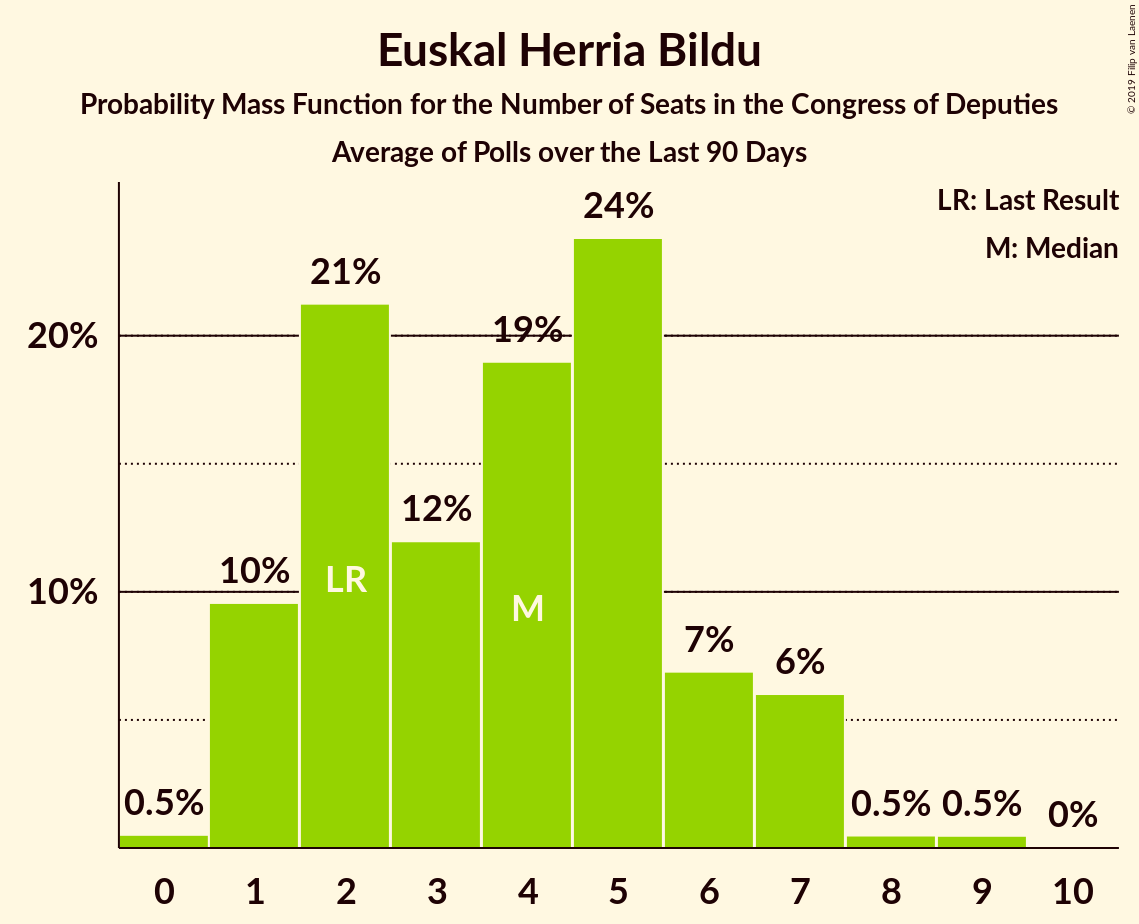 Euskal Herria Bildu
Probability Mass Function for the Number of Seats in the Congress of Deputies
Average of Polls over the Last 90 Days
© 2019 Filip van Laenen
LR: Last Result
M: Median
20%
10%
0.5%
10%
21%
12%
19%
24%
7%
6%
0.5%
0.5%
0%
LR
M
0 1 2 3 4 5 6 7 8 9 10